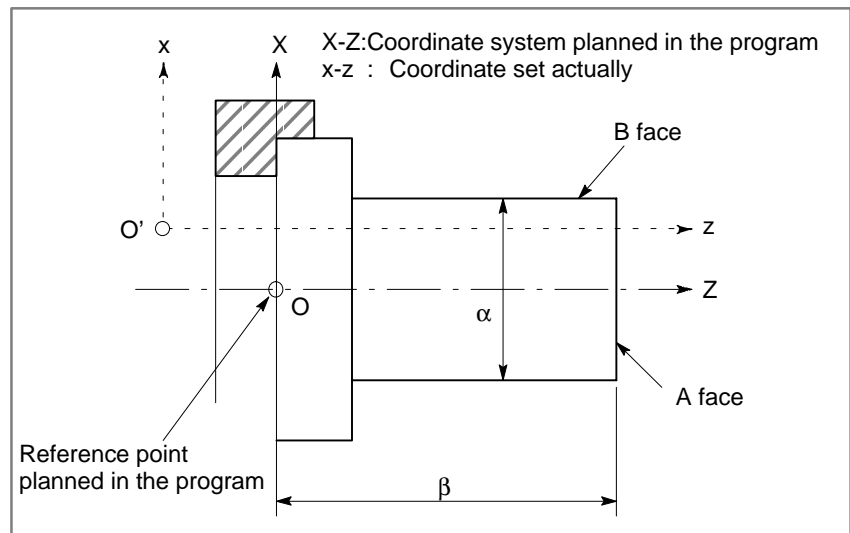 x
X
X-Z:Coordinate system planned in the program
x-z : Coordinate set actually
B face
O’
z
O
Z
α
A face
Reference point
planned in the program
β